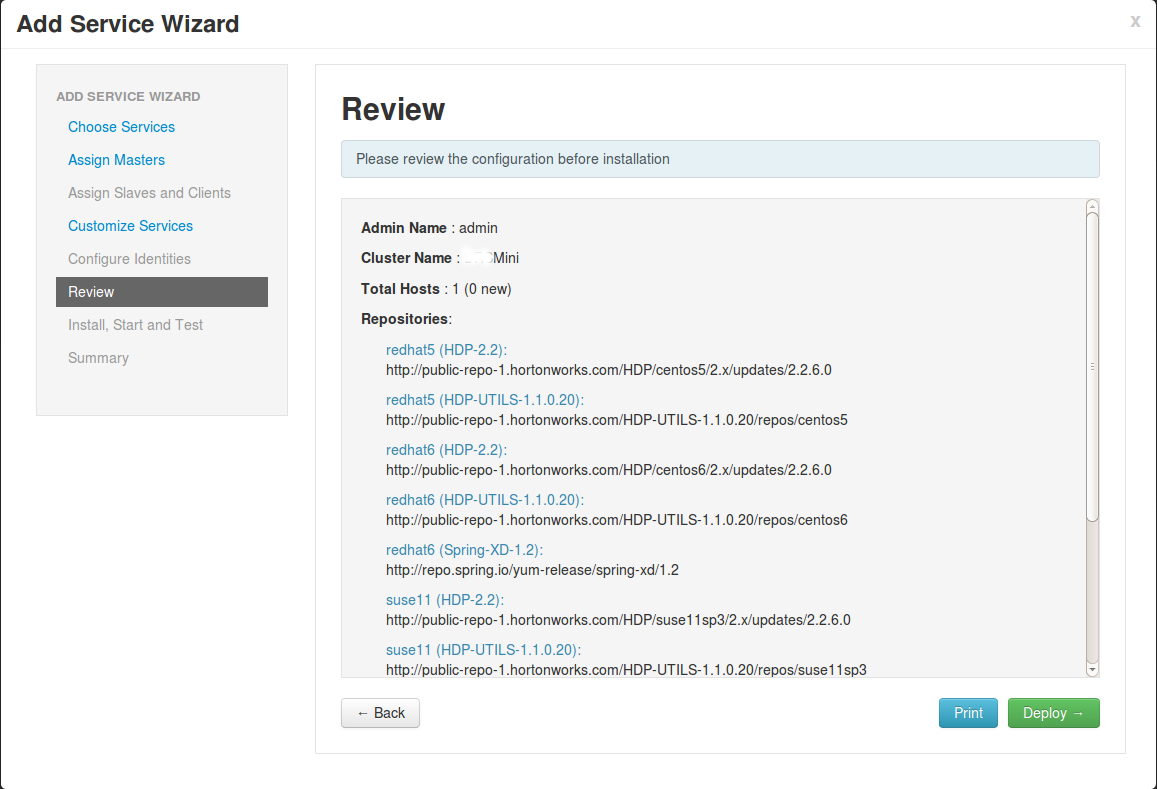 Add Service Wizard
x
ADD SERVICE WIZARD
Choose Services
Assign Masters
Assign Slaves and Clients
Customize Services
Configure Identities
Review
Install, Start and Test
Summary
Review
Please review the configuration before installation
Admin Name : admin
Cluster Name : Mini
Total Hosts : 1 (0 new)
Repositories:
redhat5 (HDP-2.2):
http://public-repo-1.hortonworks.com/HDP/centos5/2.x/updates/2.2.6.0
redhat5 (HDP-UTILS-1.1.0.20):
http://public-repo-1.hortonworks.com/HDP-UTILS-1.1.0.20/repos/centos5
redhat6 (HDP-2.2):
http://public-repo-1.hortonworks.com/HDP/centos6/2.x/updates/2.2.6.0
redhat6 (HDP-UTILS-1.1.0.20):
http://public-repo-1.hortonworks.com/HDP-UTILS-1.1.0.20/repos/centos6
redhat6 (Spring-XD-1.2):
http://repo.spring.io/yum-release/spring-xd/1.2
suse11 (HDP-2.2):
http://public-repo-1.hortonworks.com/HDP/suse11sp3/2.x/updates/2.2.6.0
suse11 (HDP-UTILS-1.1.0.20):
http://public-repo-1.hortonworks.com/HDP-UTILS-1.1.0.20/repos/suse11sp3
← Back
Print
Deploy →